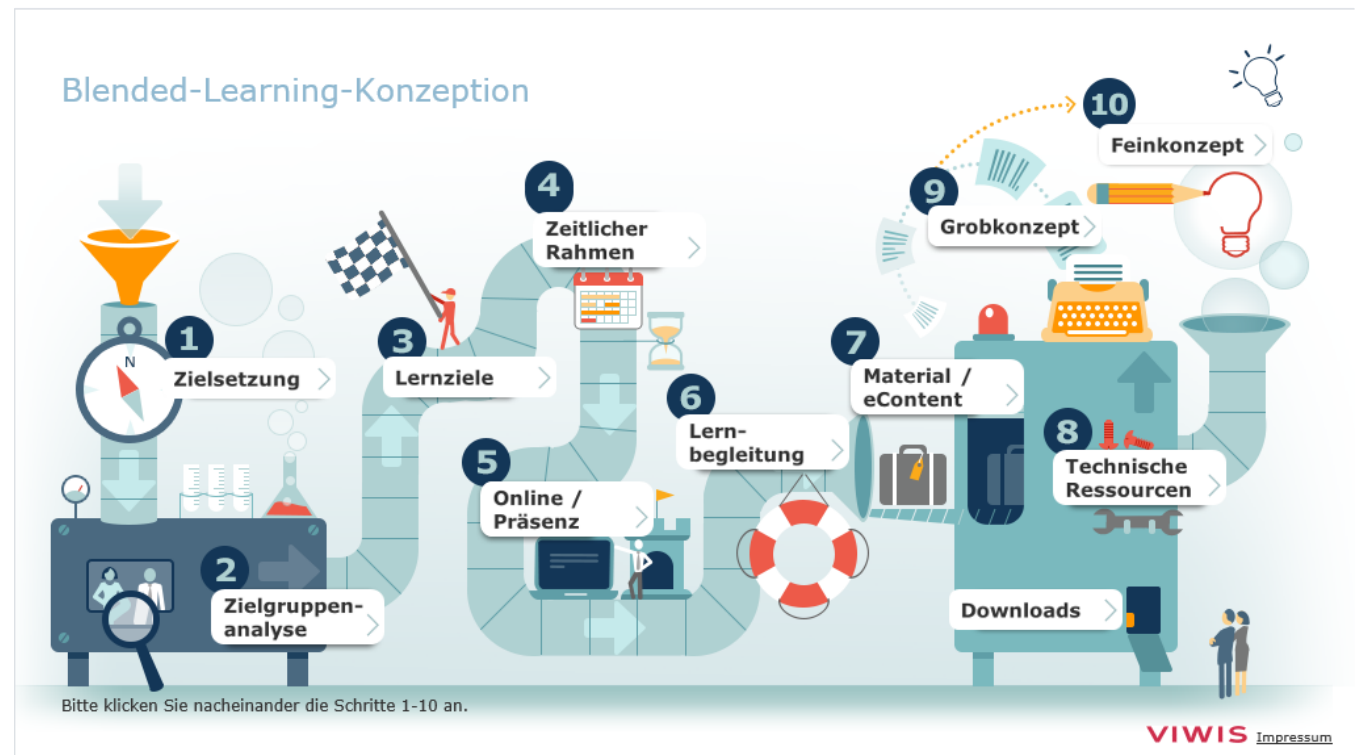 Blended-Learning-Konzeption
1
Zielsetzung
N
2
Zielgruppen-
analyse
3
Lernziele
4
Zeitlicher
Rahmen
5
Online /
Präsenz
6
Lern-
begleitung
7
Material /
eContent
8
Technische
Ressourcen
9
Grobkonzept
10
Feinkonzept
Downloads
Bitte klicken Sie nacheinander die Schritte 1-10 an.
VIWIS Impressum